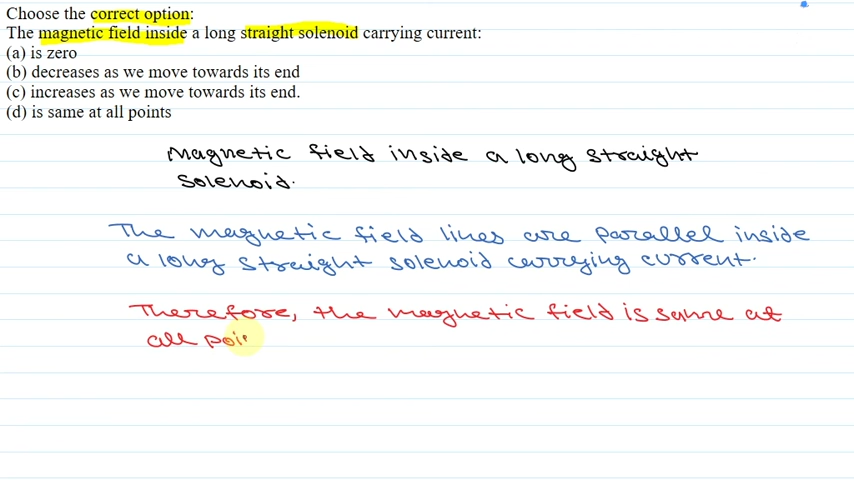 Choose the correct option:
The magnetic field inside a long straight solenoid carrying current:
(a) is zero
(b) decreases as we move towards its end
(c) increases as we move towards its end.
(d) is same at all points
Magnetic field inside a long straight
solenoid.
The magnetic field lines are parallel inside
a long straight solenoid carrying current.
Therefore, the magnetic field is same at
all poi